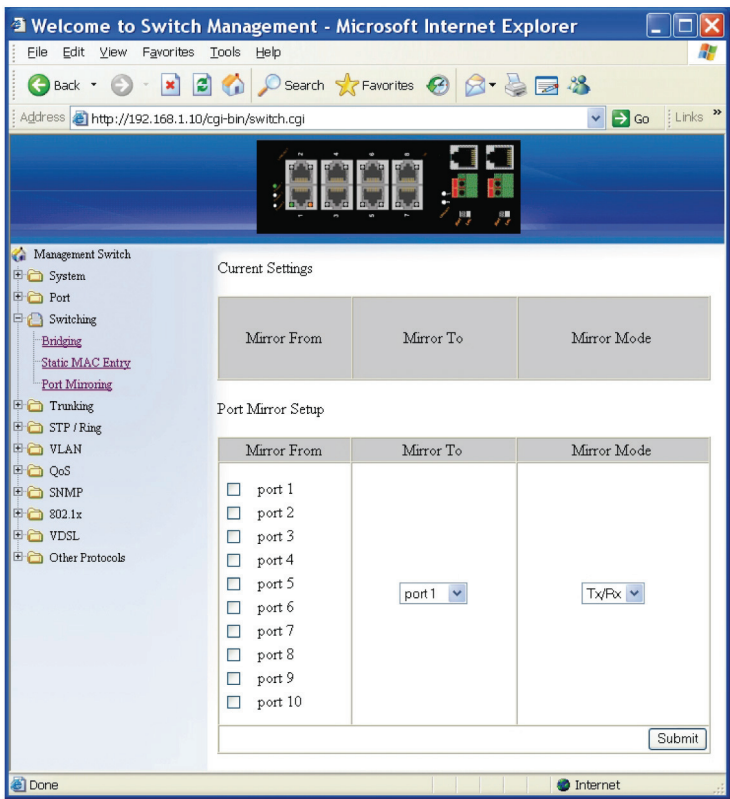 Welcome to Switch Management - Microsoft Internet Explorer
File Edit View Favorites Tools Help
Back Search Favorites
Address http://192.168.1.10/cgi-bin/switch.cgi Go Links »
Management Switch
System
Port
Switching
Bridging
Static MAC Entry
Port Mirroring
Trunking
STP / Ring
VLAN
QoS
SNMP
802.1x
VDSL
Other Protocols
Current Settings
Mirror From Mirror To Mirror Mode
Port Mirror Setup
Mirror From Mirror To Mirror Mode
port 1
port 2
port 3
port 4
port 5
port 6
port 7
port 8
port 9
port 10
port 1
Tx/Rx
Submit
Done Internet